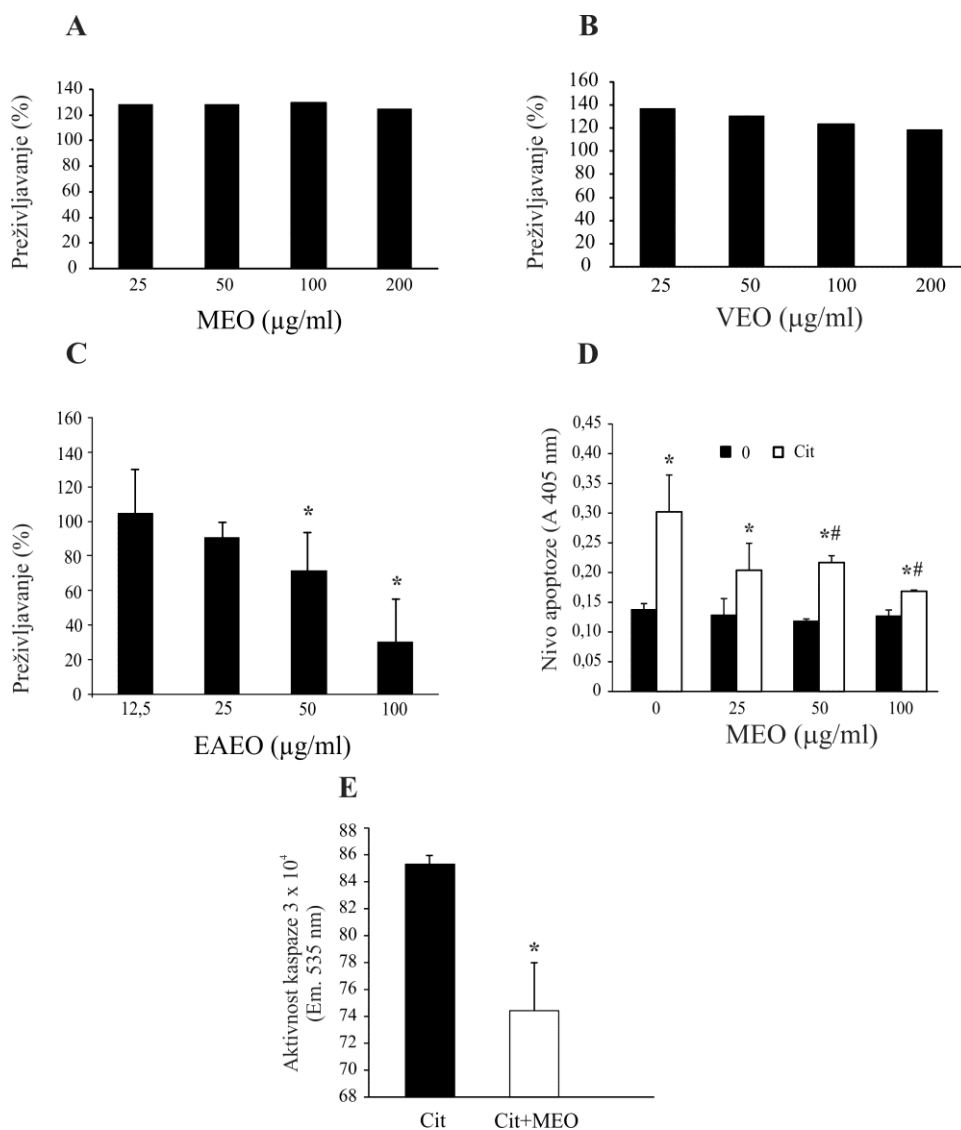 A
Preživljavanje (%)
140
120
100
80
60
40
20
0
25 50 100 200
MEO (µg/ml)
B
Preživljavanje (%)
160
140
120
100
80
60
40
20
0
25 50 100 200
VEO (µg/ml)
C
Preživljavanje (%)
160
140
120
100
80
60
40
20
0
* *
12,5 25 50 100
EAEO (µg/ml)
D
Nivo apoptoze (A 405 nm)
0,45
0,40
0,35
0,30
0,25
0,20
0,15
0,10
0,05
0
0 Cit
* * *# *#
0 25 50 100
MEO (µg/ml)
E
Aktivnost kaspaze 3 x 10⁴
(Em. 535 nm)
88
86
84
82
80
78
76
74
72
70
68
*
Cit Cit+MEO